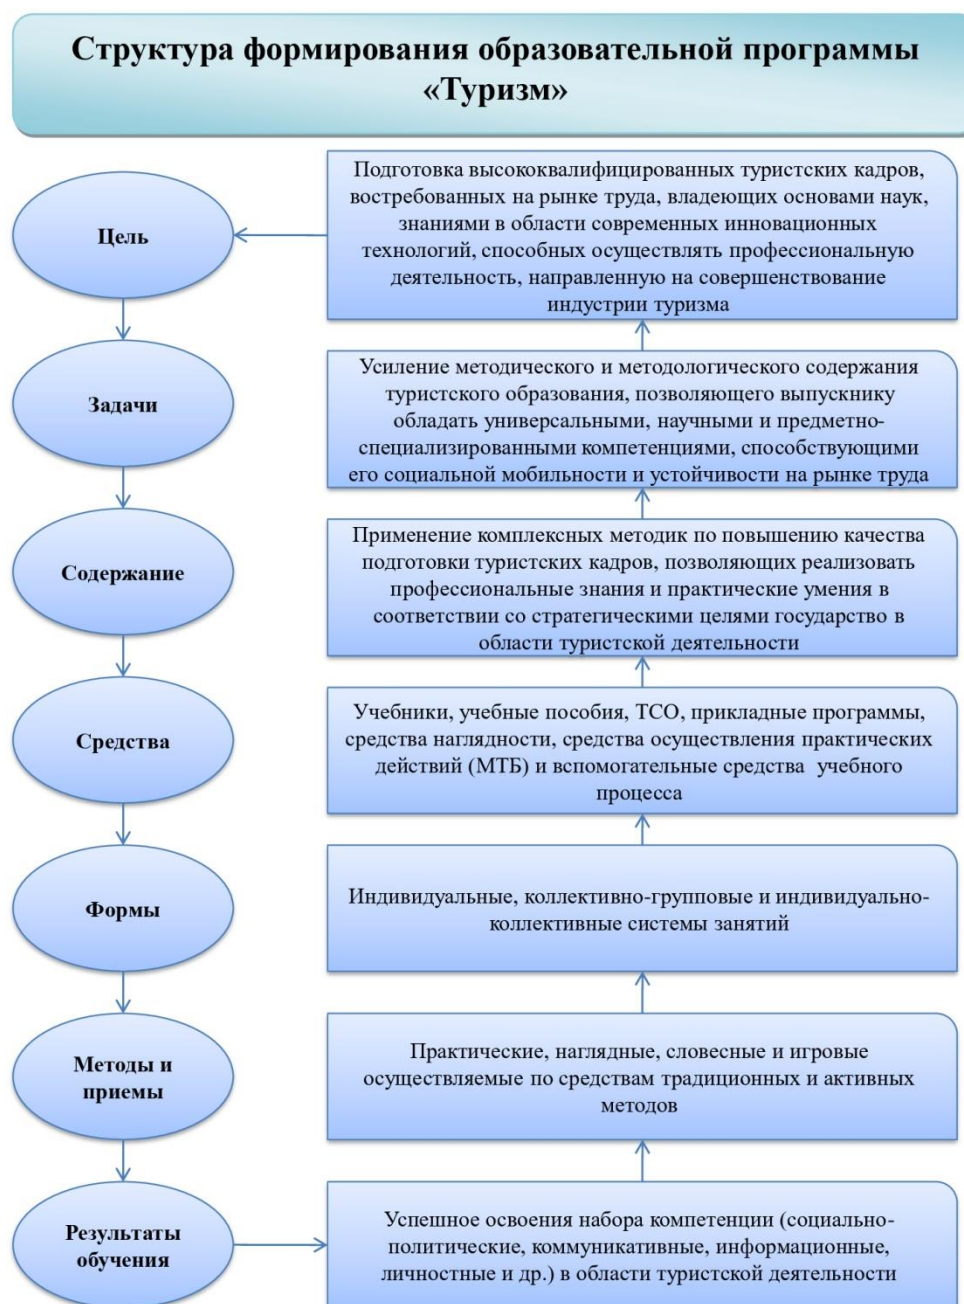 Структура формирования образовательной программы
«Туризм»
Цель
Подготовка высококвалифицированных туристских кадров,
востребованных на рынке труда, владеющих основами наук,
знаниями в области современных инновационных
технологий, способных осуществлять профессиональную
деятельность, направленную на совершенствование
индустрии туризма
Задачи
Усиление методического и методологического содержания
туристского образования, позволяющего выпускнику
обладать универсальными, научными и предметно-
специализированными компетенциями, способствующими
его социальной мобильности и устойчивости на рынке труда
Содержание
Применение комплексных методик по повышению качества
подготовки туристских кадров, позволяющих реализовать
профессиональные знания и практические умения в
соответствии со стратегическими целями государство в
области туристской деятельности
Средства
Учебники, учебные пособия, ТСО, прикладные программы,
средства наглядности, средства осуществления практических
действий (МТБ) и вспомогательные средства учебного
процесса
Формы
Индивидуальные, коллективно-групповые и индивидуально-
коллективные системы занятий
Методы и
приемы
Практические, наглядные, словесные и игровые
осуществляемые по средствам традиционных и активных
методов
Результаты
обучения
Успешное освоения набора компетенции (социально-
политические, коммуникативные, информационные,
личностные и др.) в области туристской деятельности